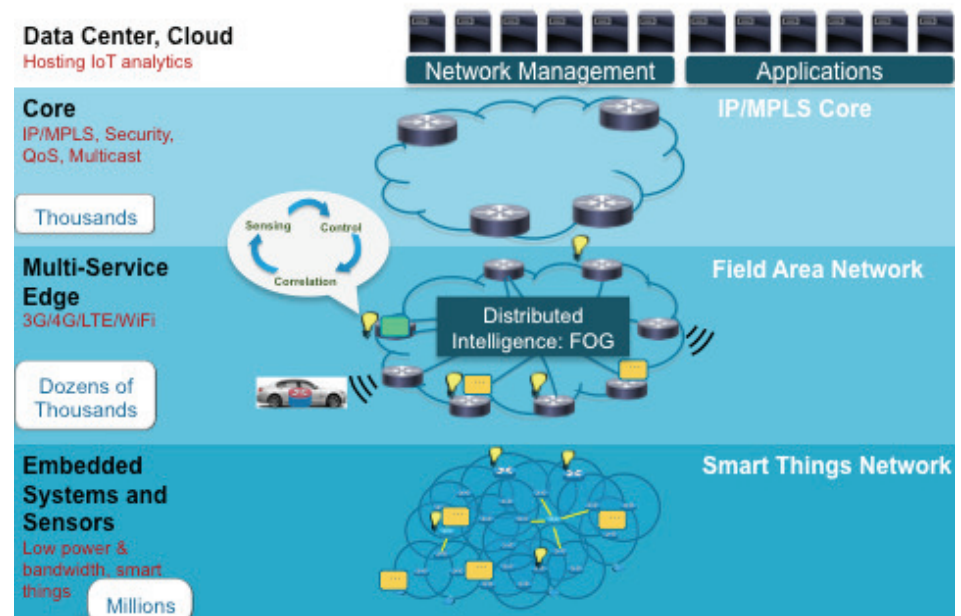 Data Center, Cloud
Hosting IoT analytics
Network Management
Applications
Core
IP/MPLS, Security,
QoS, Multicast
IP/MPLS Core
Thousands
Sensing
Control
Correlation
Multi-Service
Edge
3G/4G/LTE/WiFi
Field Area Network
Distributed
Intelligence: FOG
Dozens of
Thousands
Embedded
Systems and
Sensors
Low power &
bandwidth, smart
things
Smart Things Network
Millions